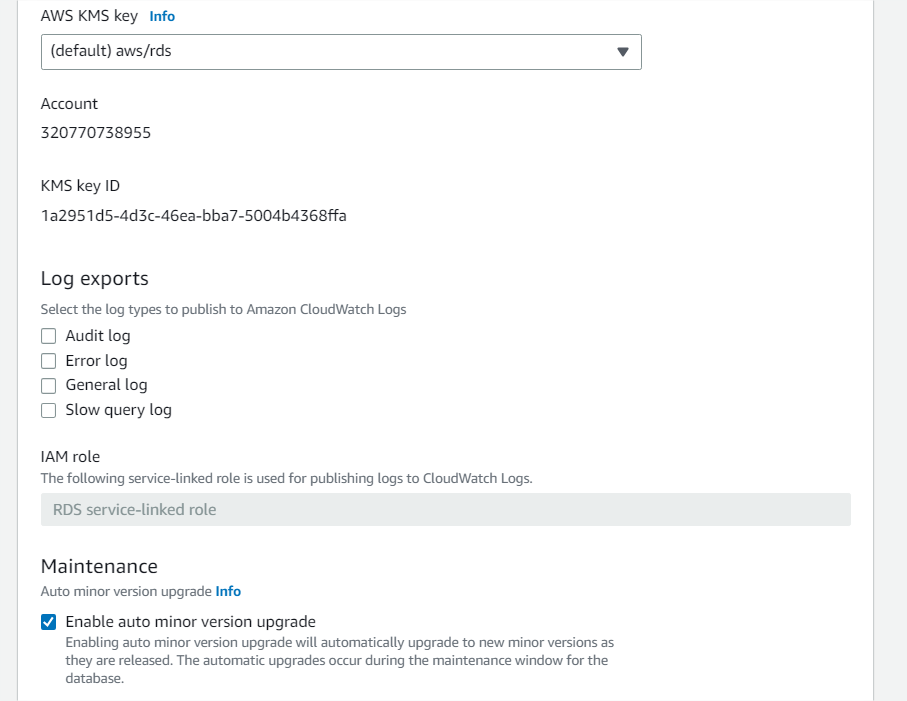 AWS KMS key Info
(default) aws/rds
Account
320770738955
KMS key ID
1a2951d5-4d3c-46ea-bba7-5004b4368ffa
Log exports
Select the log types to publish to Amazon CloudWatch Logs
Audit log
Error log
General log
Slow query log
IAM role
The following service-linked role is used for publishing logs to CloudWatch Logs.
RDS service-linked role
Maintenance
Auto minor version upgrade Info
Enable auto minor version upgrade
Enabling auto minor version upgrade will automatically upgrade to new minor versions as
they are released. The automatic upgrades occur during the maintenance window for the
database.